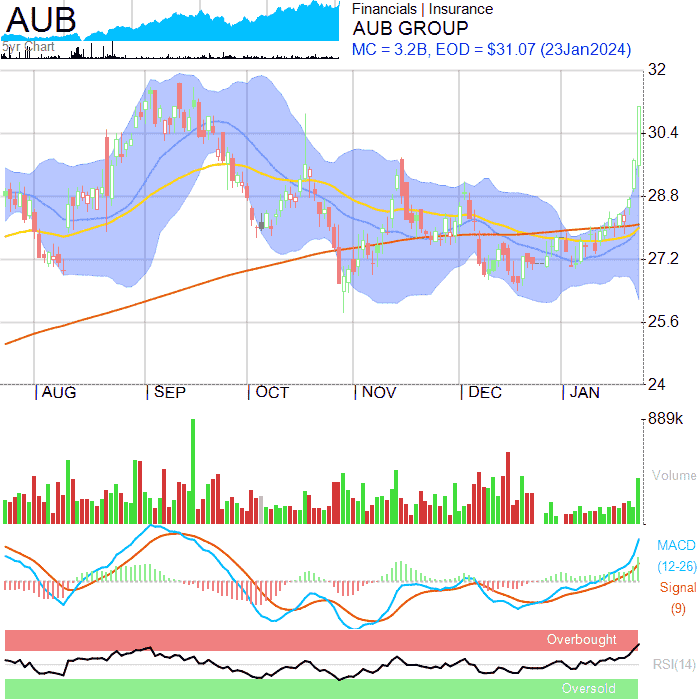 AUB
5yr Chart
Financials | Insurance
AUB GROUP
MC = 3.2B, EOD = $31.07 (23Jan2024)
32
30.4
28.8
27.2
25.6
24
AUG SEP OCT NOV DEC JAN
889k
Volume
MACD
(12-26)
Signal
(9)
Overbought
RSI(14)
Oversold